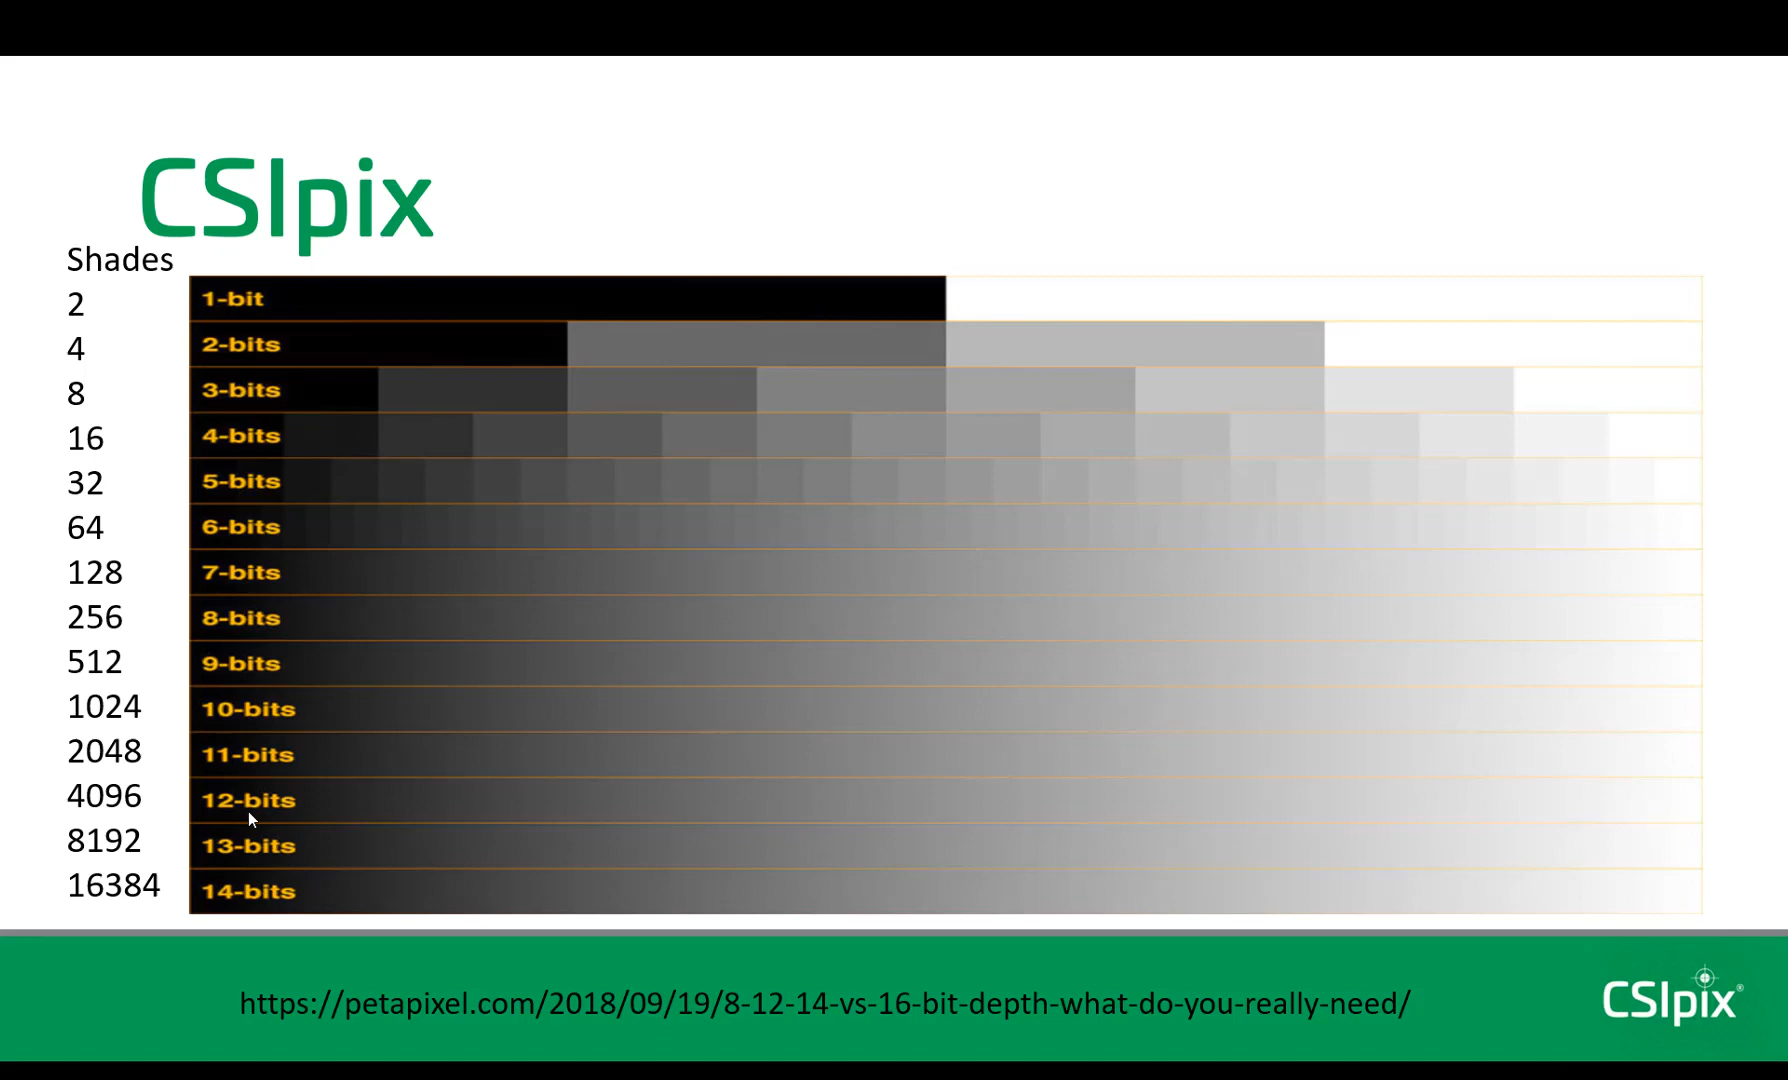 CSIpix
Shades
2 1-bit
4 2-bits
8 3-bits
16 4-bits
32 5-bits
64 6-bits
128 7-bits
256 8-bits
512 9-bits
1024 10-bits
2048 11-bits
4096 12-bits
8192 13-bits
16384 14-bits
https://petapixel.com/2018/09/19/8-12-14-vs-16-bit-depth-what-do-you-really-need/
CSIpix®